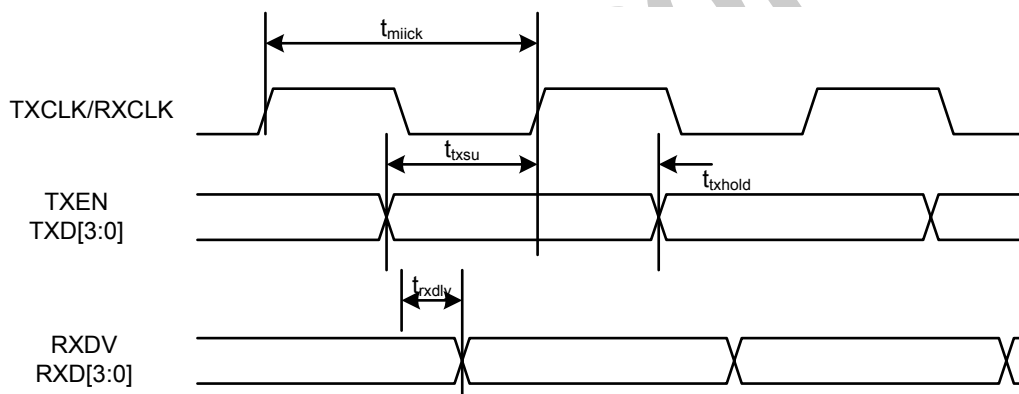 tmiick
TXCLK/RXCLK
ttxsu
ttxhold
TXEN
TXD[3:0]
trxdly
RXDV
RXD[3:0]